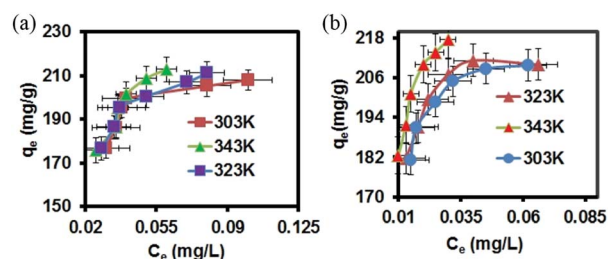 (a)
230
210
190
170
150
qe (mg/g)
303K
343K
323K
0.02
0.055
0.09
0.125
Ce (mg/L)
(b)
218
206
194
182
170
qe(mg/g)
323K
343K
303K
0.01
0.035
0.06
0.085
Ce (mg/L)